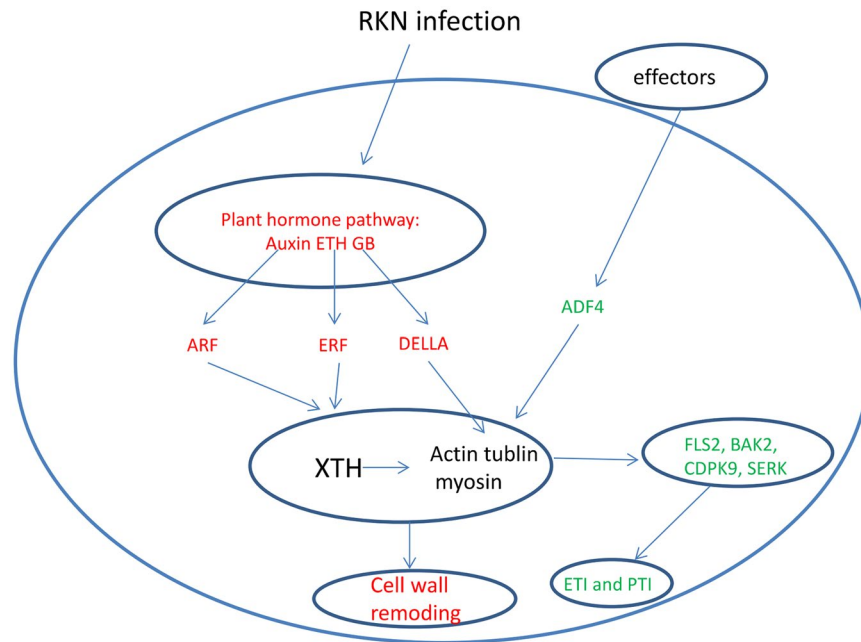 RKN infection
effectors
Plant hormone pathway:
Auxin ETH GB
ADF4
ARF
ERF
DELLA
XTH
Actin tublin
myosin
FLS2, BAK2,
CDPK9, SERK
Cell wall
remoding
ETI and PTI